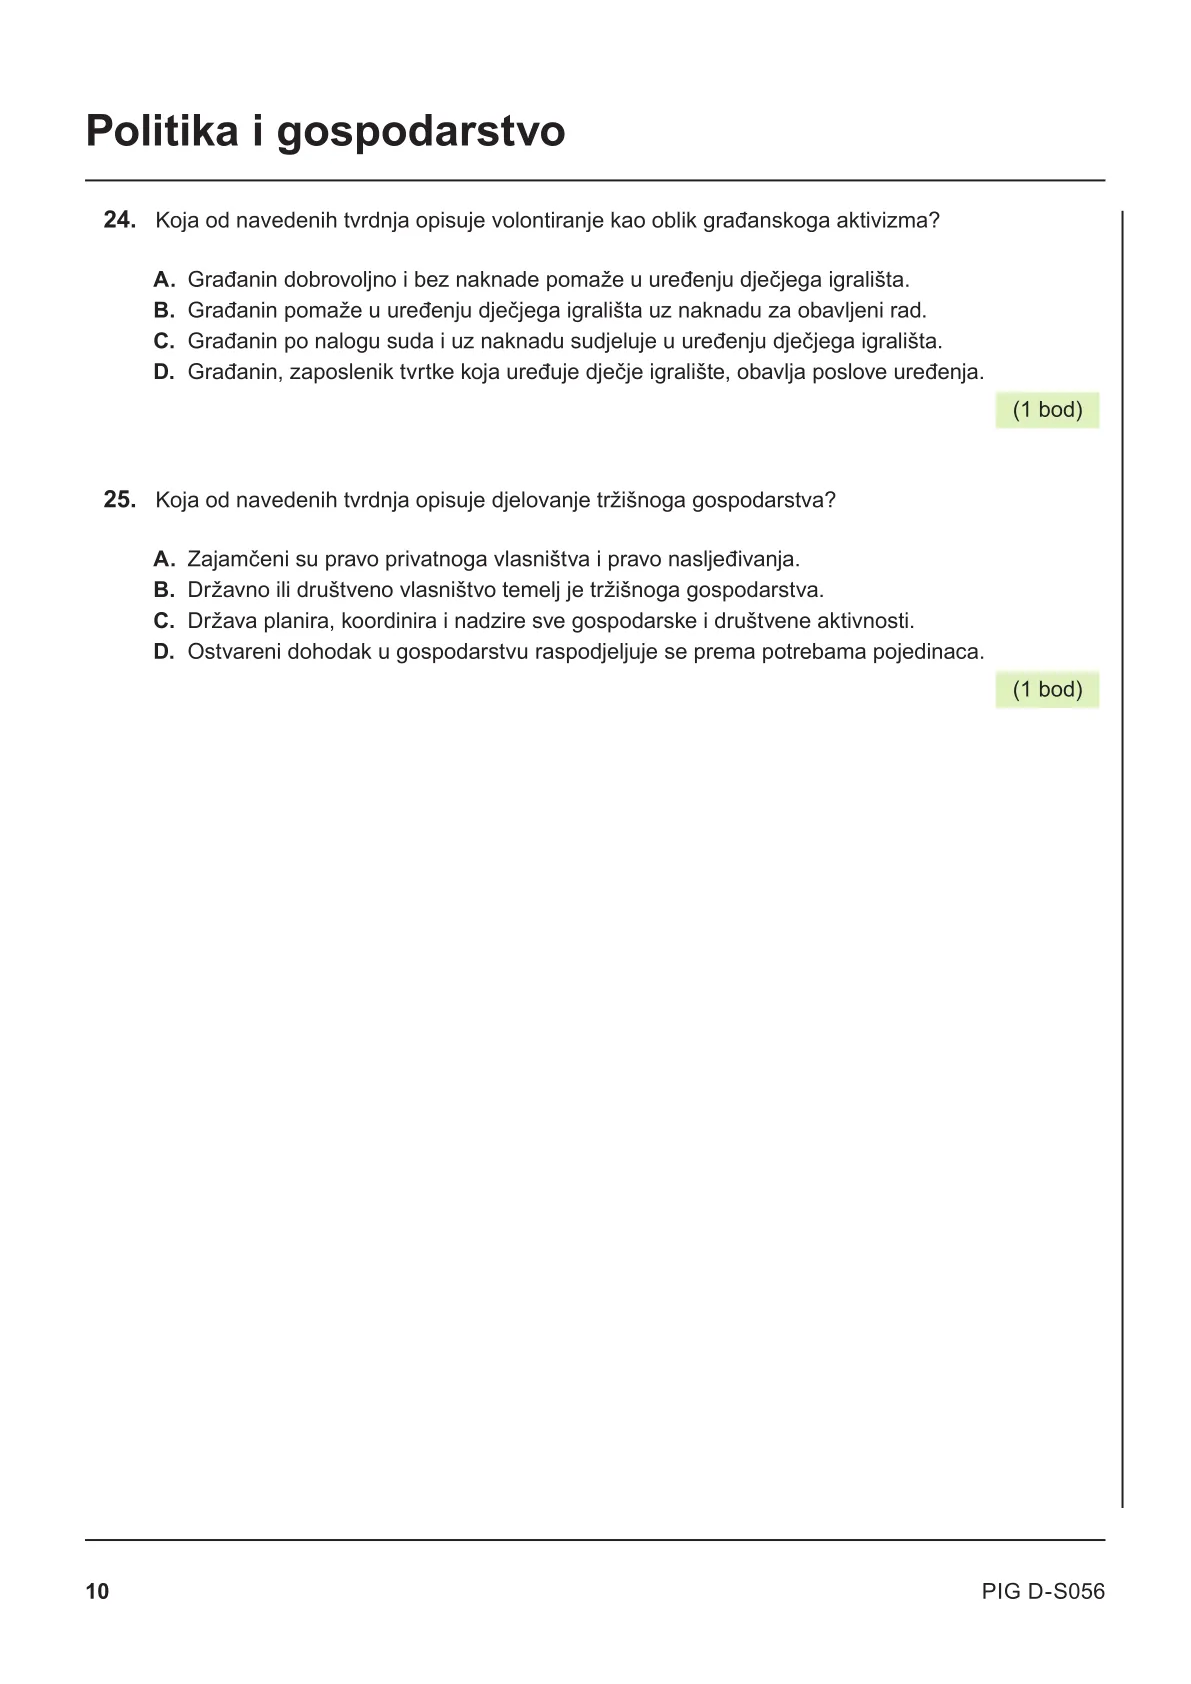 Politika i gospodarstvo
24. Koja od navedenih tvrdnja opisuje volontiranje kao oblik građanskoga aktivizma?
A. Građanin dobrovoljno i bez naknade pomaže u uređenju dječjega igrališta.
B. Građanin pomaže u uređenju dječjega igrališta uz naknadu za obavljeni rad.
C. Građanin po nalogu suda i uz naknadu sudjeluje u uređenju dječjega igrališta.
D. Građanin, zaposlenik tvrtke koja uređuje dječje igralište, obavlja poslove uređenja.
(1 bod)
25. Koja od navedenih tvrdnja opisuje djelovanje tržišnoga gospodarstva?
A. Zajamčeni su pravo privatnoga vlasništva i pravo nasljeđivanja.
B. Državno ili društveno vlasništvo temelj je tržišnoga gospodarstva.
C. Država planira, koordinira i nadzire sve gospodarske i društvene aktivnosti.
D. Ostvareni dohodak u gospodarstvu raspodjeljuje se prema potrebama pojedinaca.
(1 bod)
10
PIG D-S056